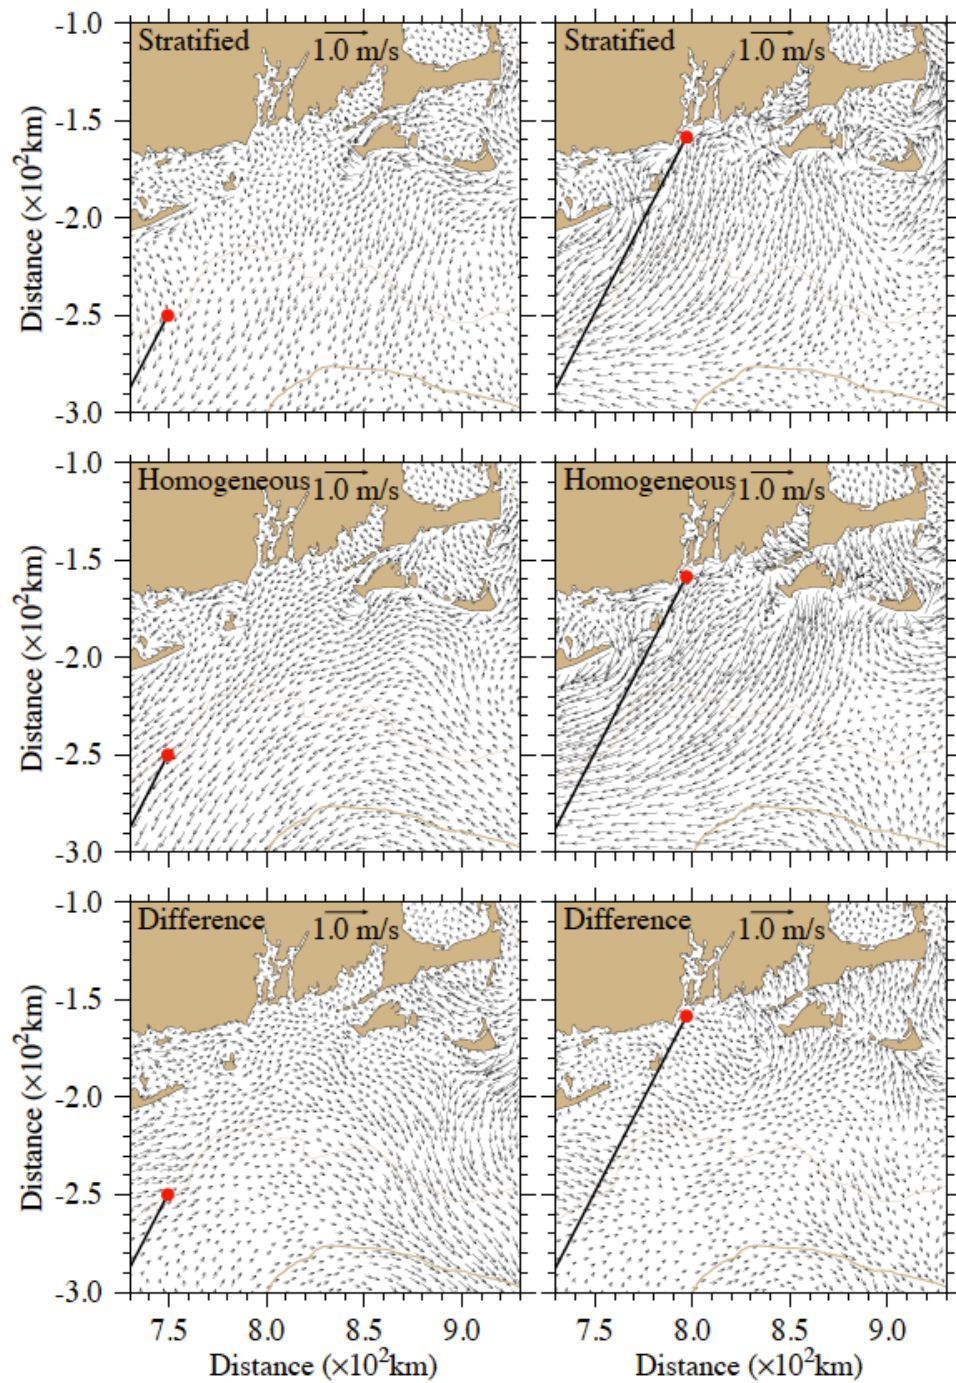 Stratified
1.0 m/s
Stratified
1.0 m/s
-1.0
-1.5
-2.0
-2.5
-3.0
Distance (×10²km)
Homogeneous
1.0 m/s
Homogeneous
1.0 m/s
-1.0
-1.5
-2.0
-2.5
-3.0
Distance (×10²km)
Difference
1.0 m/s
Difference
1.0 m/s
-1.0
-1.5
-2.0
-2.5
-3.0
Distance (×10²km)
7.5 8.0 8.5 9.0
7.5 8.0 8.5 9.0
Distance (×10²km)
Distance (×10²km)